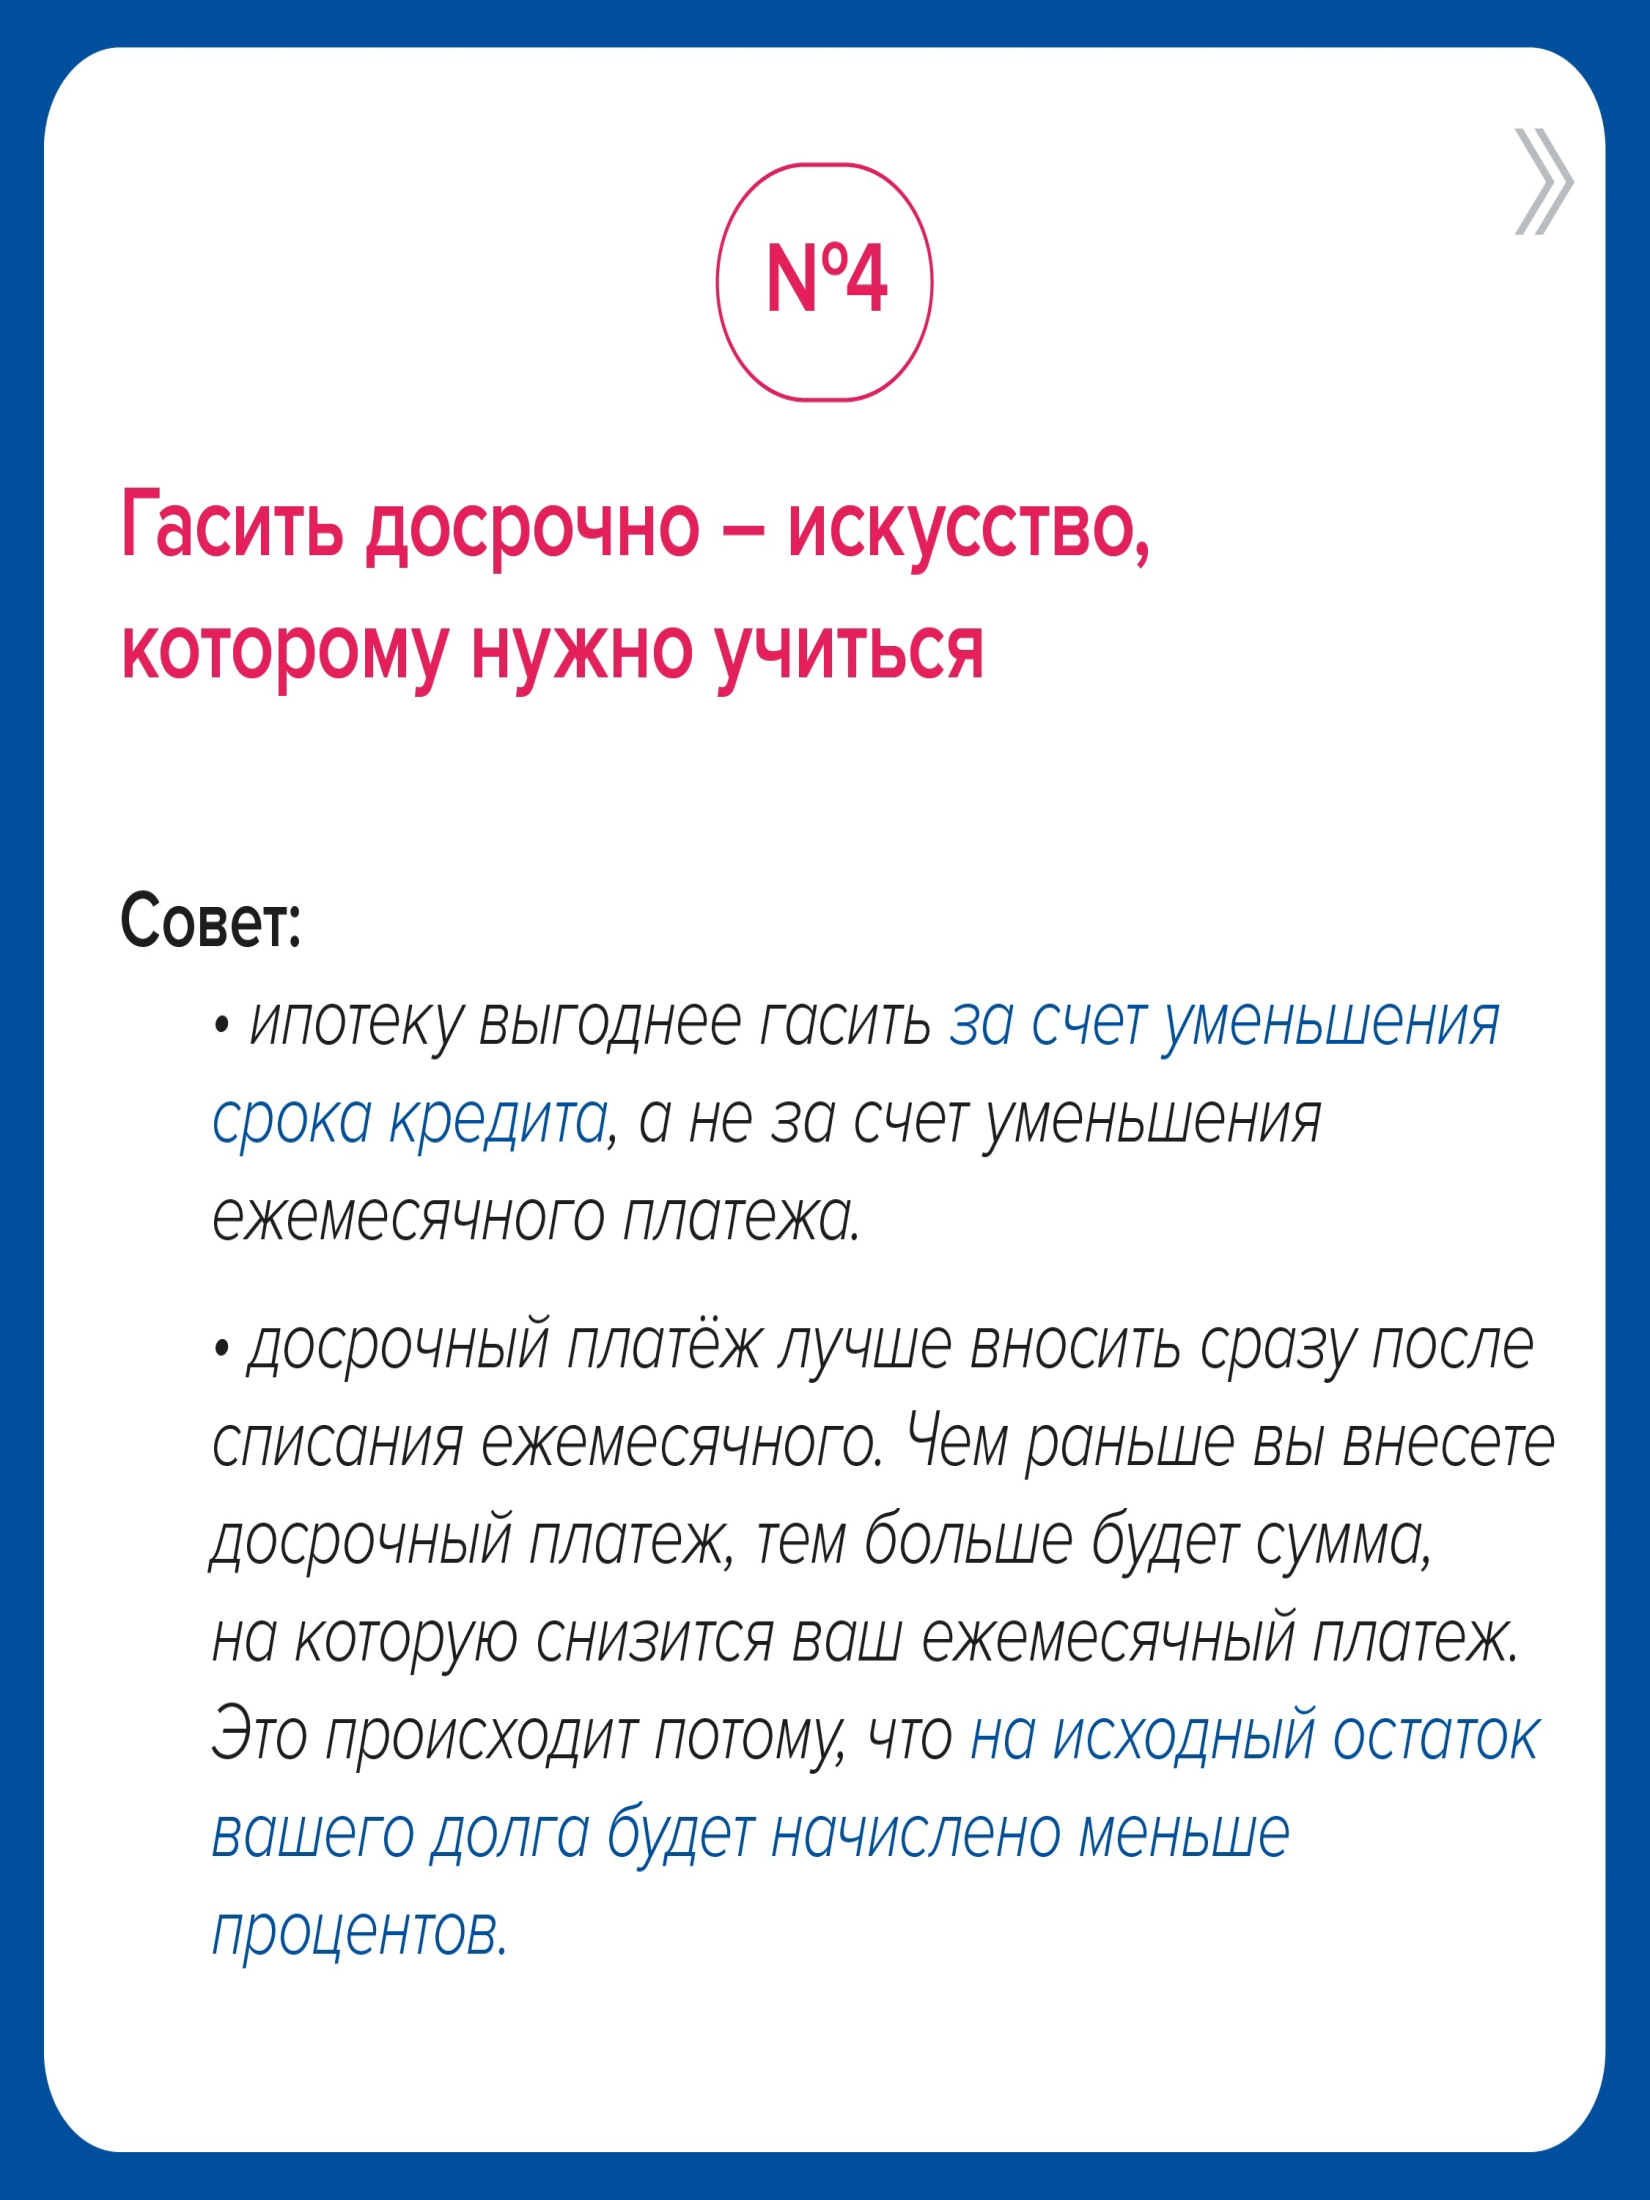 №4
Гасить досрочно – искусство,
которому нужно учиться
Совет:
• ипотеку выгоднее гасить за счет уменьшения
срока кредита, а не за счет уменьшения
ежемесячного платежа.
• досрочный платёж лучше вносить сразу после
списания ежемесячного. Чем раньше вы внесете
досрочный платеж, тем больше будет сумма,
на которую снизится ваш ежемесячный платеж.
Это происходит потому, что на исходный остаток
вашего долга будет начислено меньше
процентов.